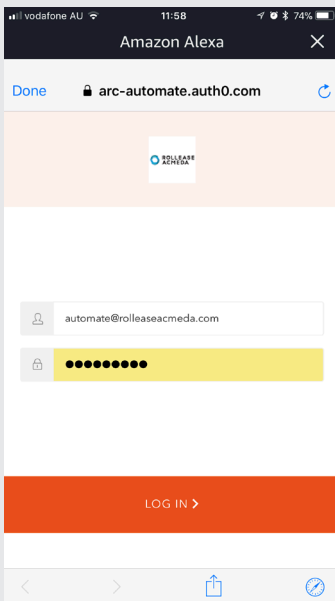 vodafone AU 11:58 74%
Amazon Alexa
Done arc-automate.auth0.com
ROLLEASE
ACMEDA
automate@rolleaseacmeda.com
●●●●●●●●●
LOG IN